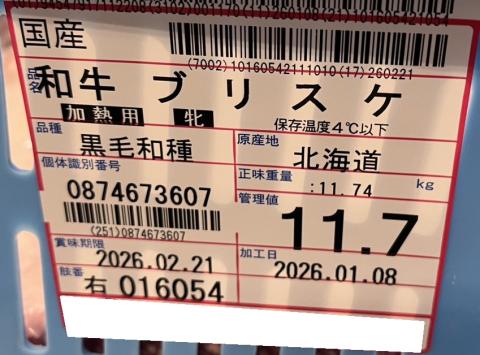 国産
(7002)10160542111010(17)260221
品名 和牛 ブリスケ
加熱用 牝 保存温度4℃以下
品種 黒毛和種
原産地 北海道
個体識別番号
0874673607
(251)0874673607
正味重量 :11.74 kg
管理値 11.7
賞味期限
2026.02.21
加工日
2026.01.08
肢番
右 016054